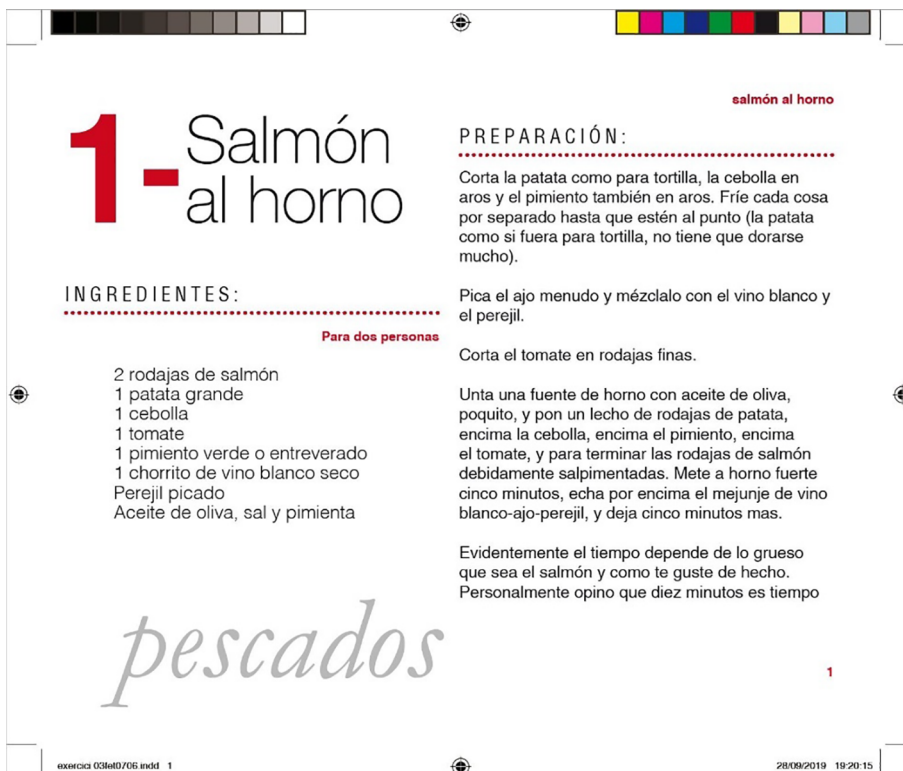 1-
Salmón
al horno
INGREDIENTES:
Para dos personas
2 rodajas de salmón
1 patata grande
1 cebolla
1 tomate
1 pimiento verde o entreverado
1 chorrito de vino blanco seco
Perejil picado
Aceite de oliva, sal y pimienta
pescados
salmón al horno
PREPARACIÓN:
Corta la patata como para tortilla, la cebolla en
aros y el pimiento también en aros. Fríe cada cosa
por separado hasta que estén al punto (la patata
como si fuera para tortilla, no tiene que dorarse
mucho).
Pica el ajo menudo y mézclalo con el vino blanco y
el perejil.
Corta el tomate en rodajas finas.
Unta una fuente de horno con aceite de oliva,
poquito, y pon un lecho de rodajas de patata,
encima la cebolla, encima el pimiento, encima
el tomate, y para terminar las rodajas de salmón
debidamente salpimentadas. Mete a horno fuerte
cinco minutos, echa por encima el mejunje de vino
blanco-ajo-perejil, y deja cinco minutos mas.
Evidentemente el tiempo depende de lo grueso
que sea el salmón y como te guste de hecho.
Personalmente opino que diez minutos es tiempo
1
exercici 03let0706.indd 1
28/09/2019 19:20:15